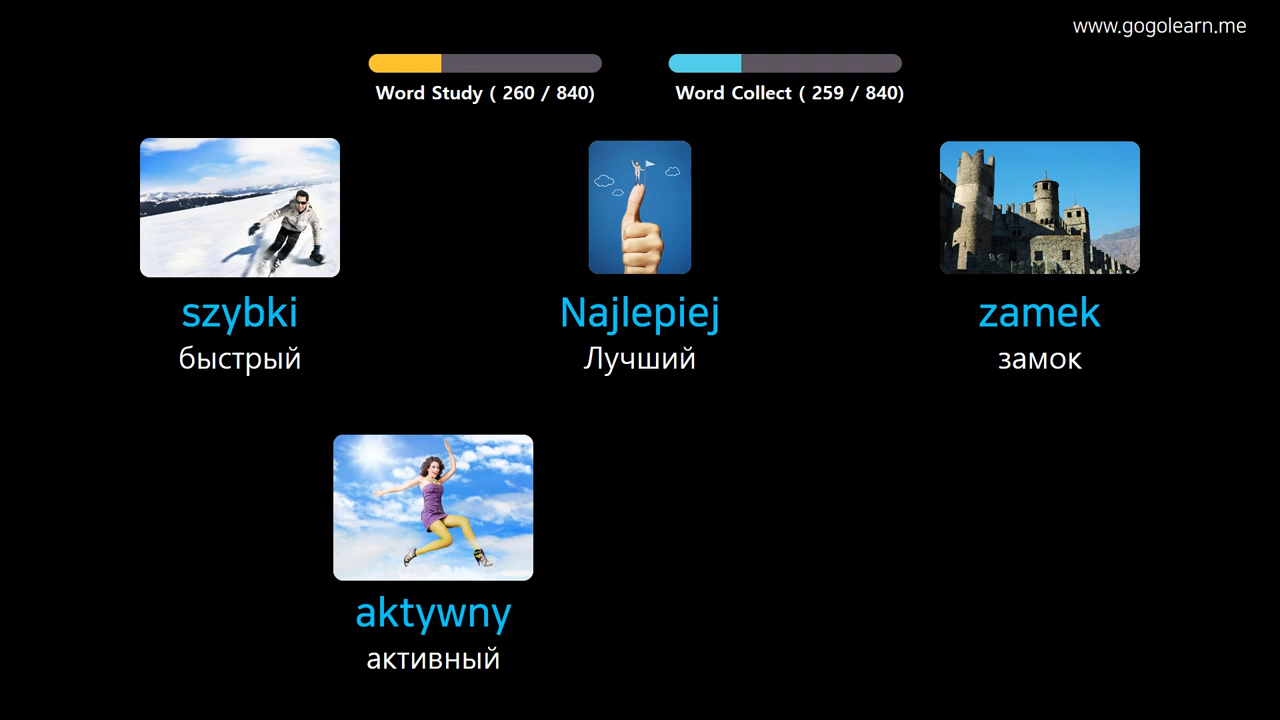 www.gogolearn.me
Word Study ( 260 / 840)
Word Collect ( 259 / 840)
szybki
быстрый
Najlepiej
Лучший
zamek
замок
aktywny
активный